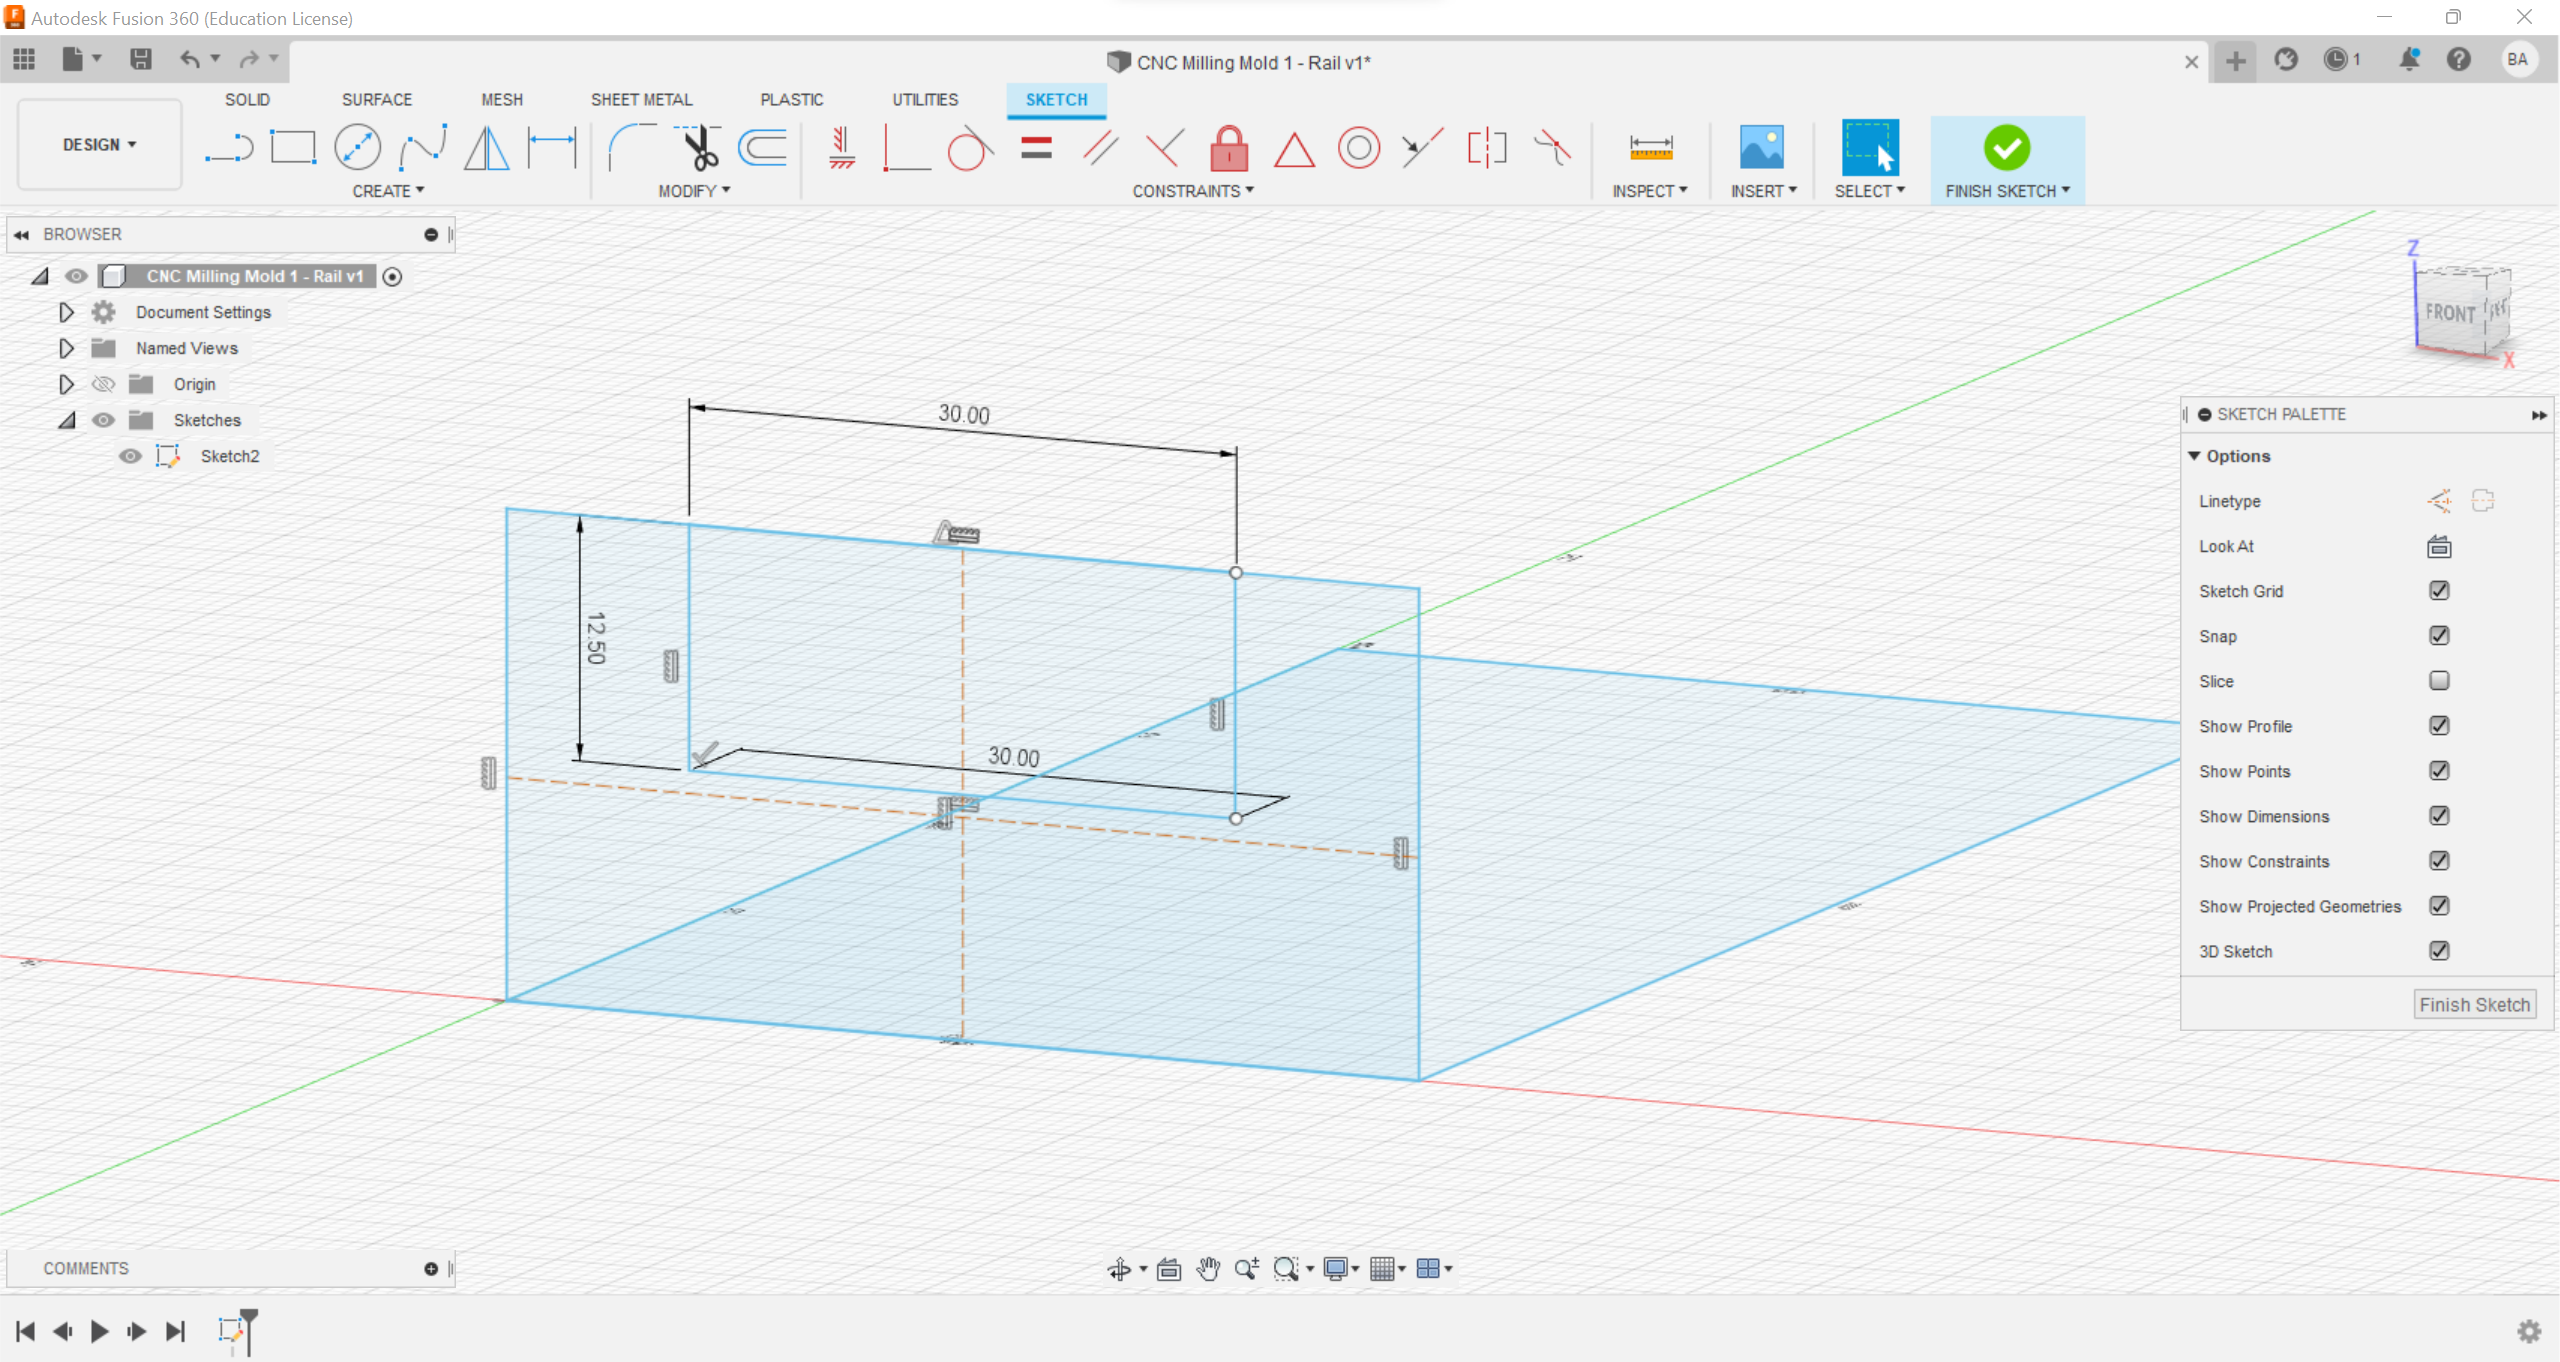 Autodesk Fusion 360 (Education License)
CNC Milling Mold 1 - Rail v1*
1
BA
DESIGN
SOLID
SURFACE
MESH
SHEET METAL
PLASTIC
UTILITIES
SKETCH
CREATE
MODIFY
CONSTRAINTS
INSPECT
INSERT
SELECT
FINISH SKETCH
BROWSER
CNC Milling Mold 1 - Rail v1
Document Settings
Named Views
Origin
Sketches
Sketch2
Z
FRONT
X
30.00
12.50
30.00
SKETCH PALETTE
Options
Linetype
Look At
Sketch Grid
Snap
Slice
Show Profile
Show Points
Show Dimensions
Show Constraints
Show Projected Geometries
3D Sketch
Finish Sketch
COMMENTS